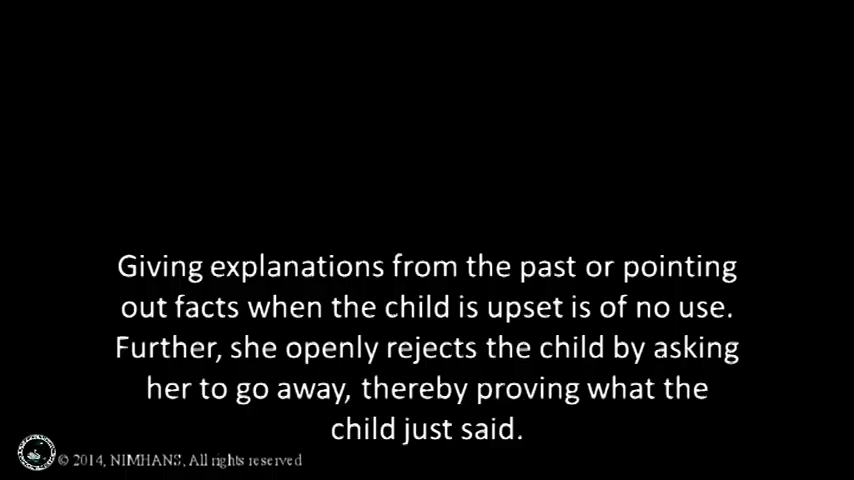 Giving explanations from the past or pointing
out facts when the child is upset is of no use.
Further, she openly rejects the child by asking
her to go away, thereby proving what the
child just said.
© 2014, NIMHANS, All rights reserved